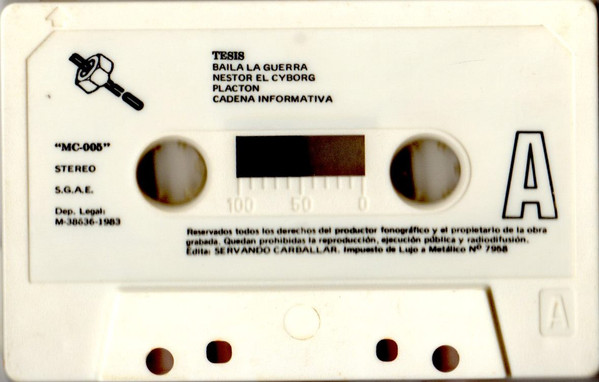 TESIS
BAILA LA GUERRA
NESTOR EL CYBORG
PLACTON
CADENA INFORMATIVA
"MC-005"
STEREO
S.G.A.E.
Dep. Legal:
M-38636-1983
A
100 50 0
Reservados todos los derechos del productor fonográfico y el propietario de la obra
grabada. Quedan prohibidas la reproducción, ejecución pública y radiodifusión.
Edita: SERVANDO CARBALLAR. Impuesto de Lujo a Metálico Nº 7958
A